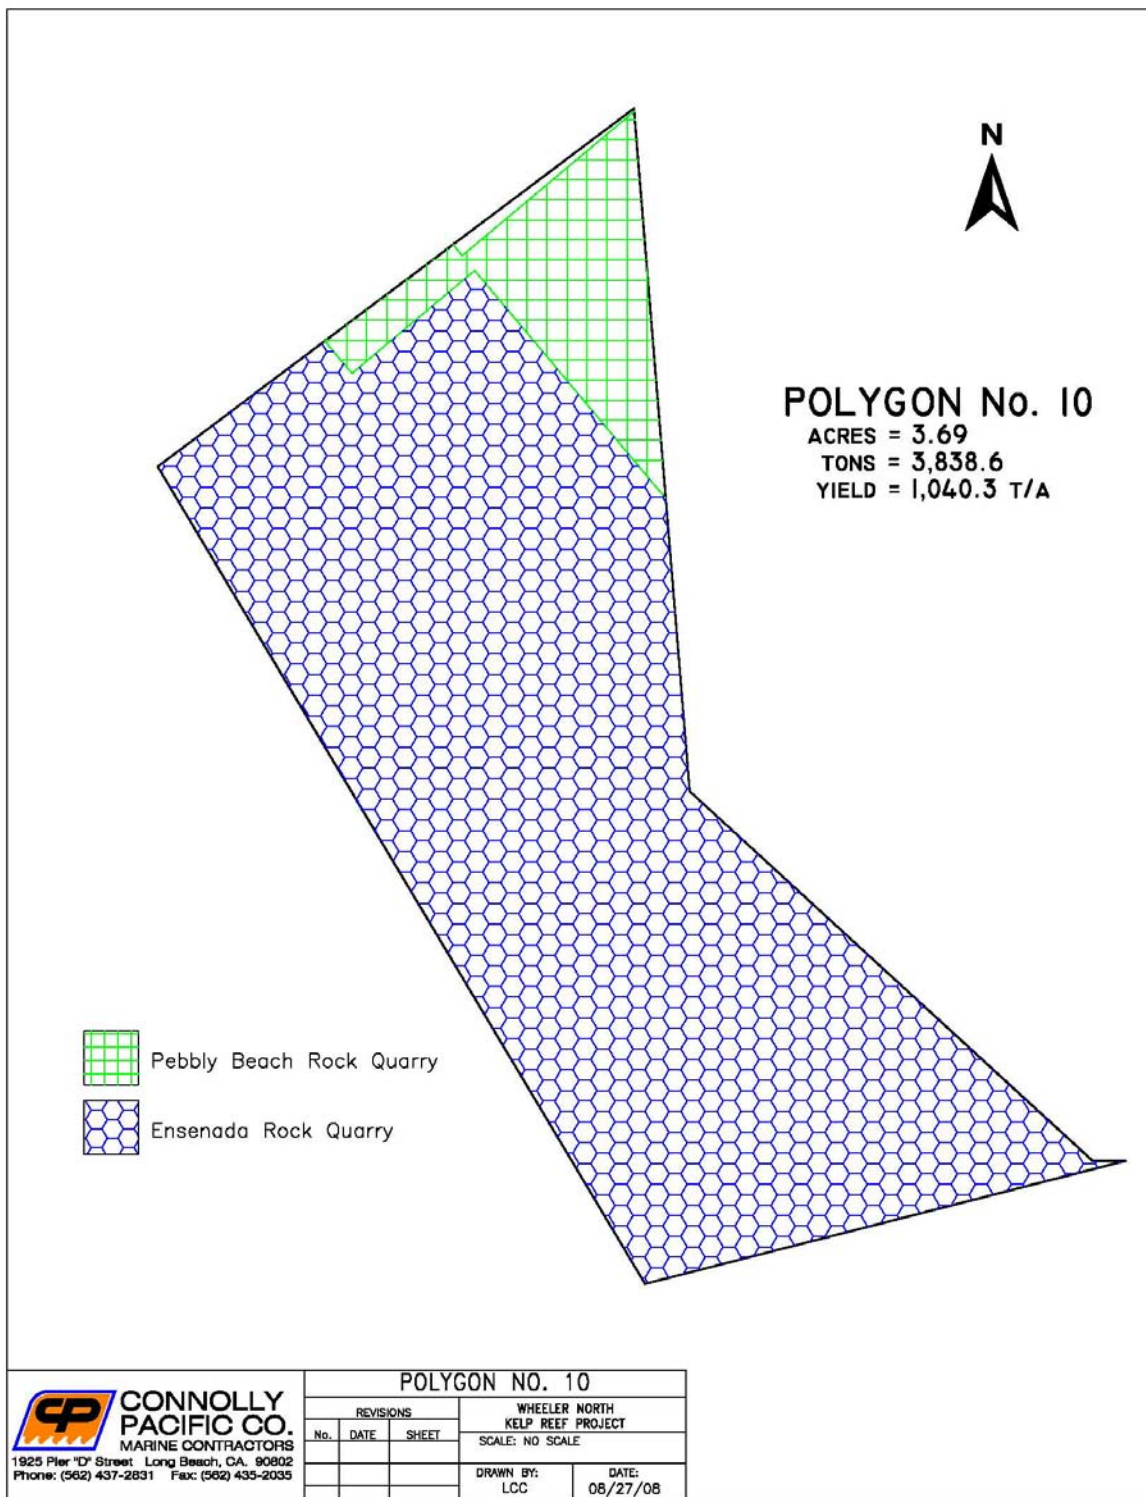 N
POLYGON No. 10
ACRES = 3.69
TONS = 3,838.6
YIELD = 1,040.3 T/A
Pebbly Beach Rock Quarry
Ensenada Rock Quarry
CP
CONNOLLY
PACIFIC CO.
MARINE CONTRACTORS
1925 Pier "D" Street Long Beach, CA. 90802
Phone: (562) 437-2831 Fax: (562) 435-2035
POLYGON NO. 10
REVISIONS
No. DATE SHEET
WHEELER NORTH
KELP REEF PROJECT
SCALE: NO SCALE
DRAWN BY:
LCC
DATE:
08/27/08